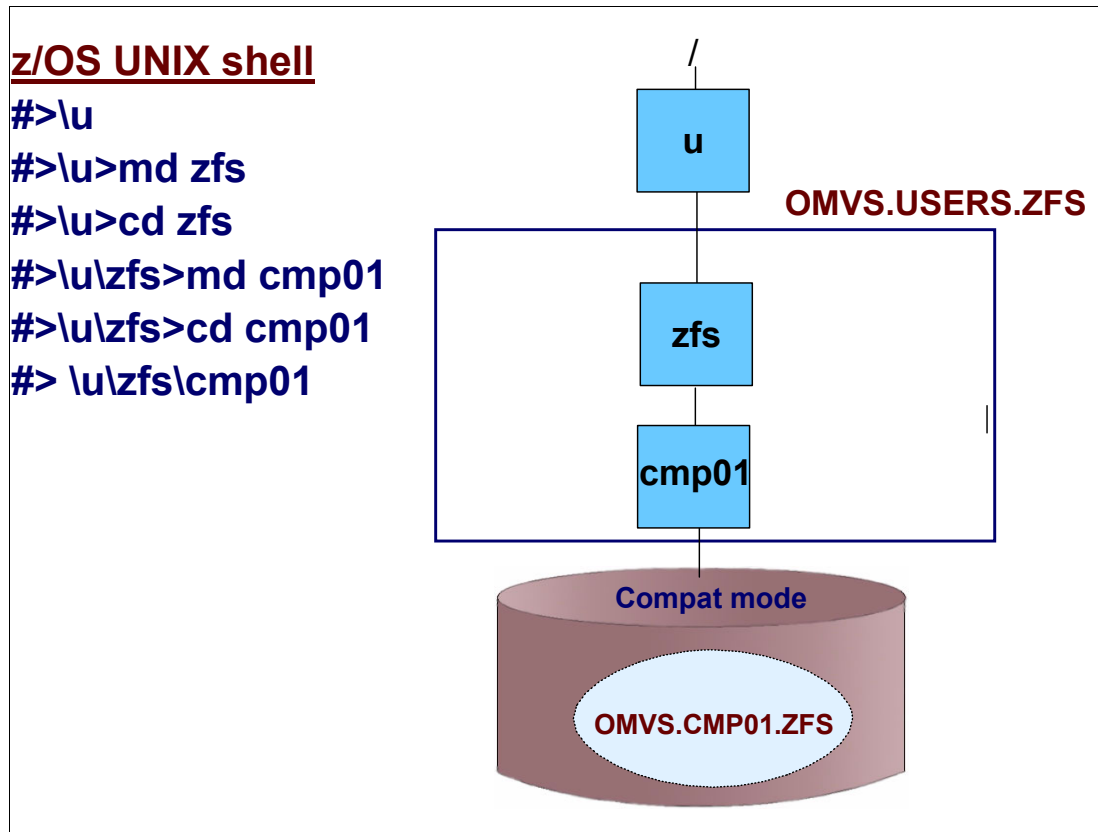 z/OS UNIX shell
#>\u
#>\u>md zfs
#>\u>cd zfs
#>\u\zfs>md cmp01
#>\u\zfs>cd cmp01
#> \u\zfs\cmp01
/
u
OMVS.USERS.ZFS
zfs
cmp01
Compat mode
OMVS.CMP01.ZFS